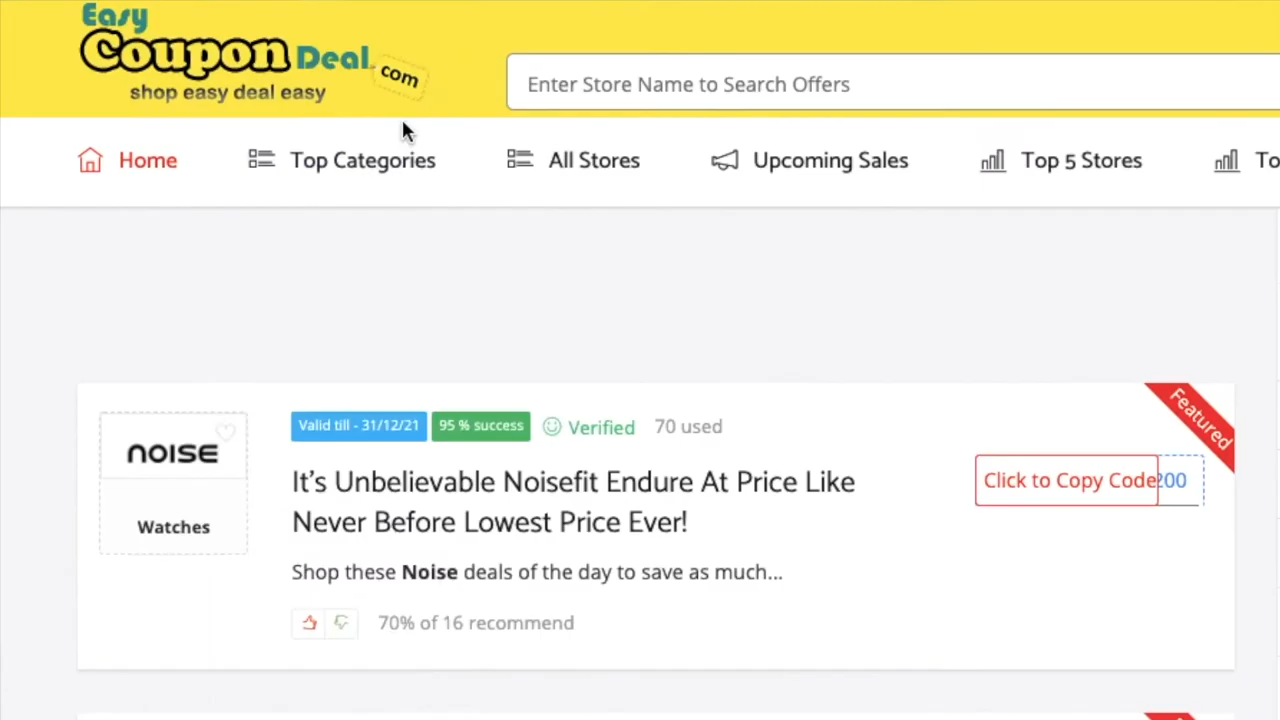 Easy
Coupon Deal.com
shop easy deal easy
Enter Store Name to Search Offers
Home
Top Categories
All Stores
Upcoming Sales
Top 5 Stores
To
Featured
noise
Watches
Valid till - 31/12/21
95 % success
Verified
70 used
It’s Unbelievable Noisefit Endure At Price Like
Never Before Lowest Price Ever!
Shop these Noise deals of the day to save as much...
70% of 16 recommend
Click to Copy Code
200